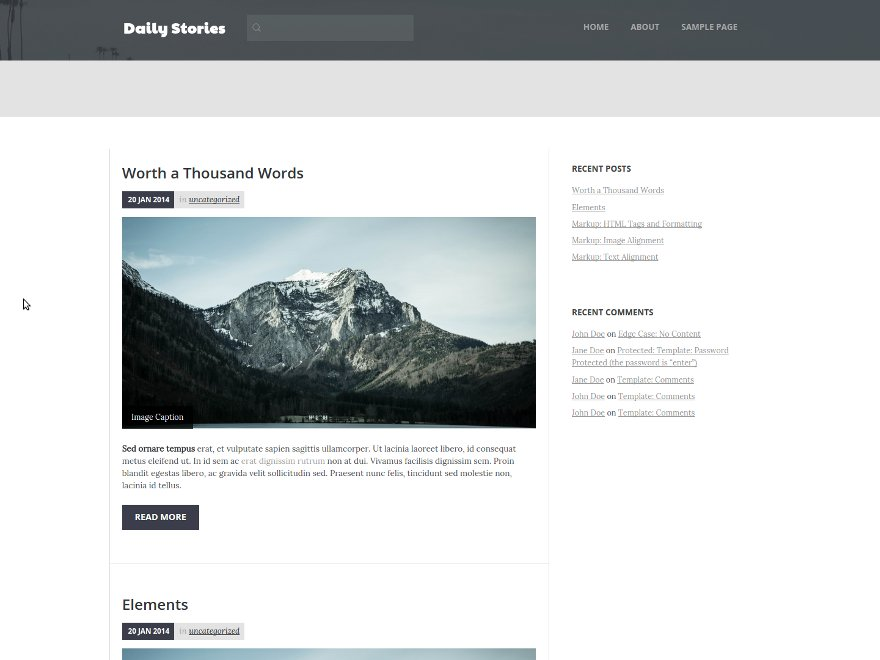 Daily Stories
HOME ABOUT SAMPLE PAGE
Worth a Thousand Words
20 JAN 2014 in uncategorized
Image Caption
Sed ornare tempus erat, et vulputate sapien sagittis ullamcorper. Ut lacinia laoreet libero, id consequat
metus eleifend ut. In id sem ac erat dignissim rutrum non at dui. Vivamus facilisis dignissim sem. Proin
blandit egestas libero, ac gravida velit sollicitudin sed. Praesent nunc felis, tincidunt sed molestie non,
lacinia id tellus.
READ MORE
Elements
20 JAN 2014 in uncategorized
RECENT POSTS
Worth a Thousand Words
Elements
Markup: HTML Tags and Formatting
Markup: Image Alignment
Markup: Text Alignment
RECENT COMMENTS
John Doe on Edge Case: No Content
Jane Doe on Protected: Template: Password
Protected (the password is "enter")
Jane Doe on Template: Comments
John Doe on Template: Comments
John Doe on Template: Comments